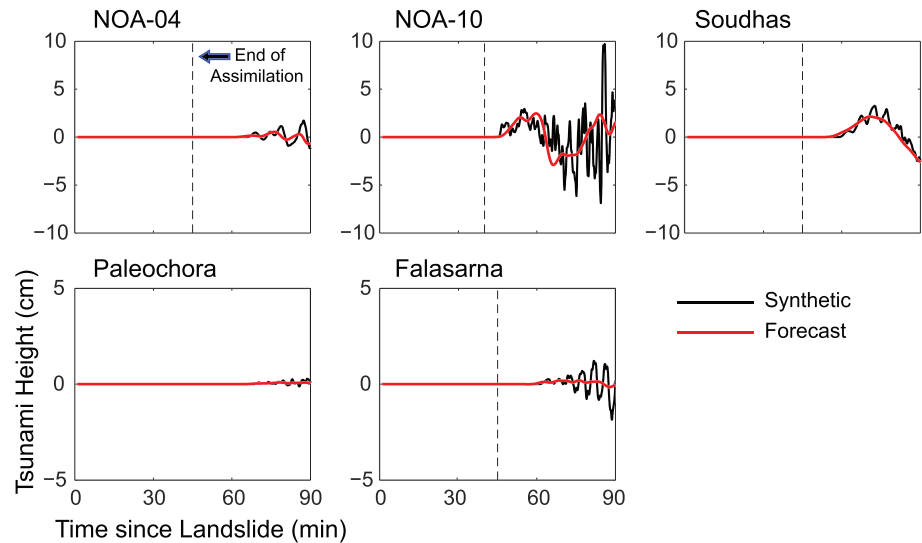 NOA-04
NOA-10
Soudhas
10
5
0
−5
−10
End of
Assimilation
10
5
0
−5
−10
10
5
0
−5
−10
Paleochora
Falasarna
5
0
−5
5
0
−5
Synthetic
Forecast
0 30 60 90
0 30 60 90
Tsunami Height (cm)
Time since Landslide (min)